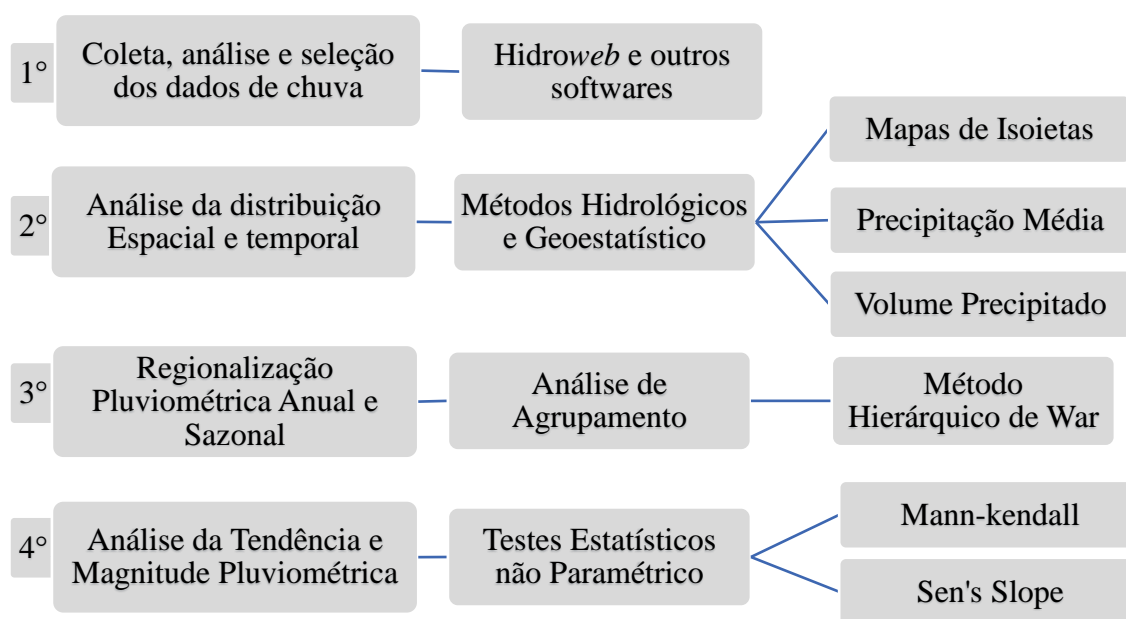 1°
Coleta, análise e seleção
dos dados de chuva
Hidroweb e outros
softwares
2°
Análise da distribuição
Espacial e temporal
Métodos Hidrológicos
e Geoestatístico
Mapas de Isoietas
Precipitação Média
Volume Precipitado
3°
Regionalização
Pluviométrica Anual e
Sazonal
Análise de
Agrupamento
Método
Hierárquico de War
4°
Análise da Tendência e
Magnitude Pluviométrica
Testes Estatísticos
não Paramétrico
Mann-kendall
Sen's Slope